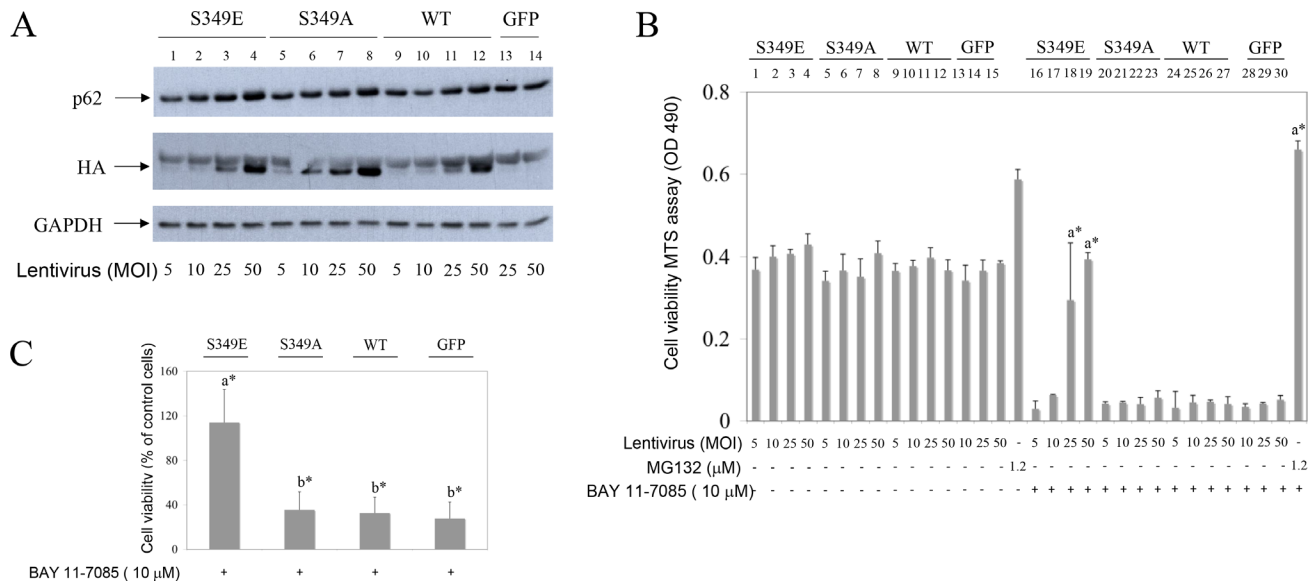 A
S349E S349A WT GFP
1 2 3 4 5 6 7 8 9 10 11 12 13 14
p62
HA
GAPDH
Lentivirus (MOI) 5 10 25 50 5 10 25 50 5 10 25 50 25 50
B
S349E S349A WT GFP S349E S349A WT GFP
1 2 3 4 5 6 7 8 9 10 11 12 13 14 15 16 17 18 19 20 21 22 23 24 25 26 27 28 29 30
Cell viability MTS assay (OD 490)
0.8
0.6
0.4
0.2
0
a*
a*
a*
Lentivirus (MOI) 5 10 25 50 5 10 25 50 5 10 25 50 10 25 50 - 5 10 25 50 5 10 25 50 5 10 25 50 10 25 50 -
MG132 (μM) - - - - - - - - - - - - - - - 1.2 - - - - - - - - - - - - - - - 1.2
BAY 11-7085 ( 10 μM) - - - - - - - - - - - - - - - - + + + + + + + + + + + + + + + +
C
S349E S349A WT GFP
Cell viability (% of control cells)
160
120
80
40
0
a*
b* b* b*
BAY 11-7085 ( 10 μM) + + + +